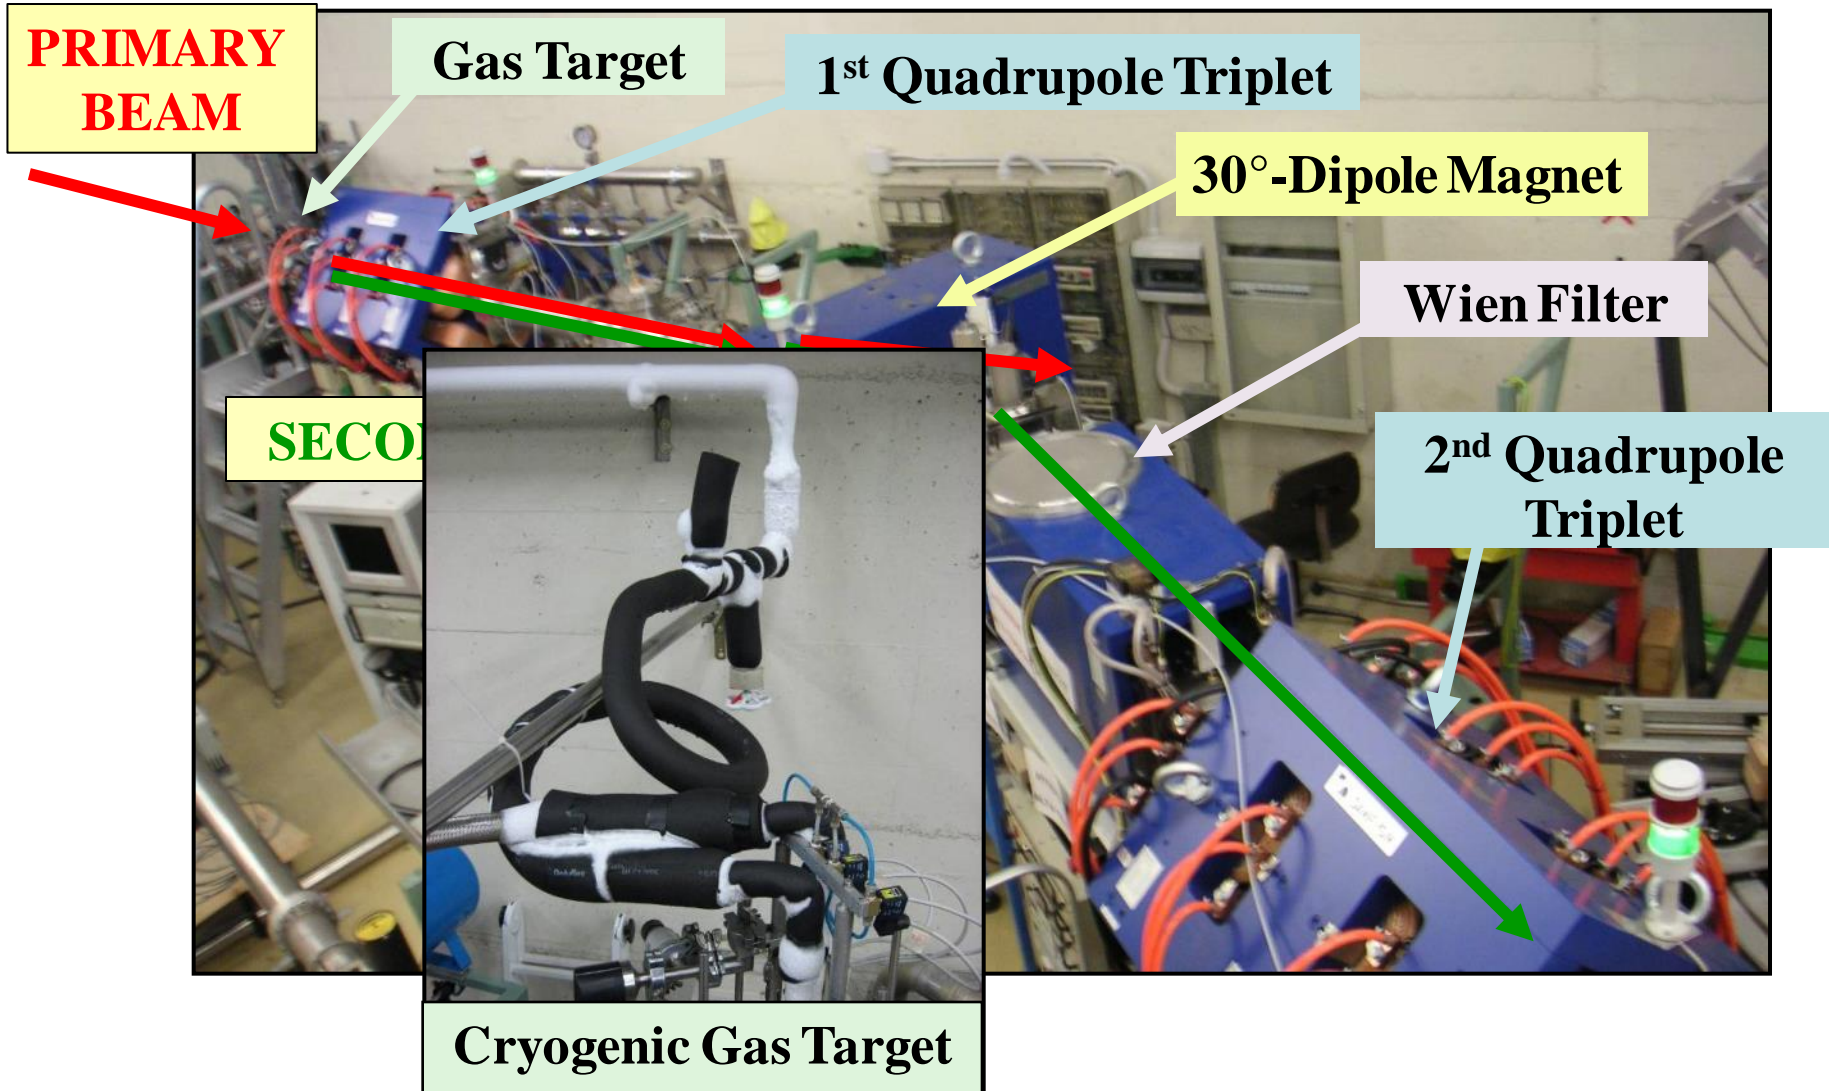 PRIMARY
BEAM
Gas Target
1st Quadrupole Triplet
30°-Dipole Magnet
Wien Filter
SECO
2nd Quadrupole
Triplet
Cryogenic Gas Target